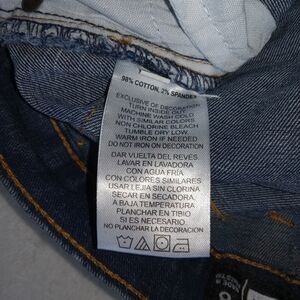 98% COTTON, 2% SPANDEX
EXCLUSIVE OF DECORATION
TURN INSIDE OUT
MACHINE WASH COLD
WITH SIMILAR COLORS
NON CHLORINE BLEACH
TUMBLE DRY LOW
WARM IRON IF NEEDED
DO NOT IRON ON DECORATION
DAR VUELTA DEL REVÉS
LAVAR EN LAVADORA
CON AGUA FRÍA
CON COLORES SIMILARES
USAR LEJIA SIN CLORINA
SECAR EN SECADORA,
A BAJA TEMPERATURA
PLANCHAR EN TIBIO
SI ES NECESARIO
NO PLANCHAR LA DECORACION